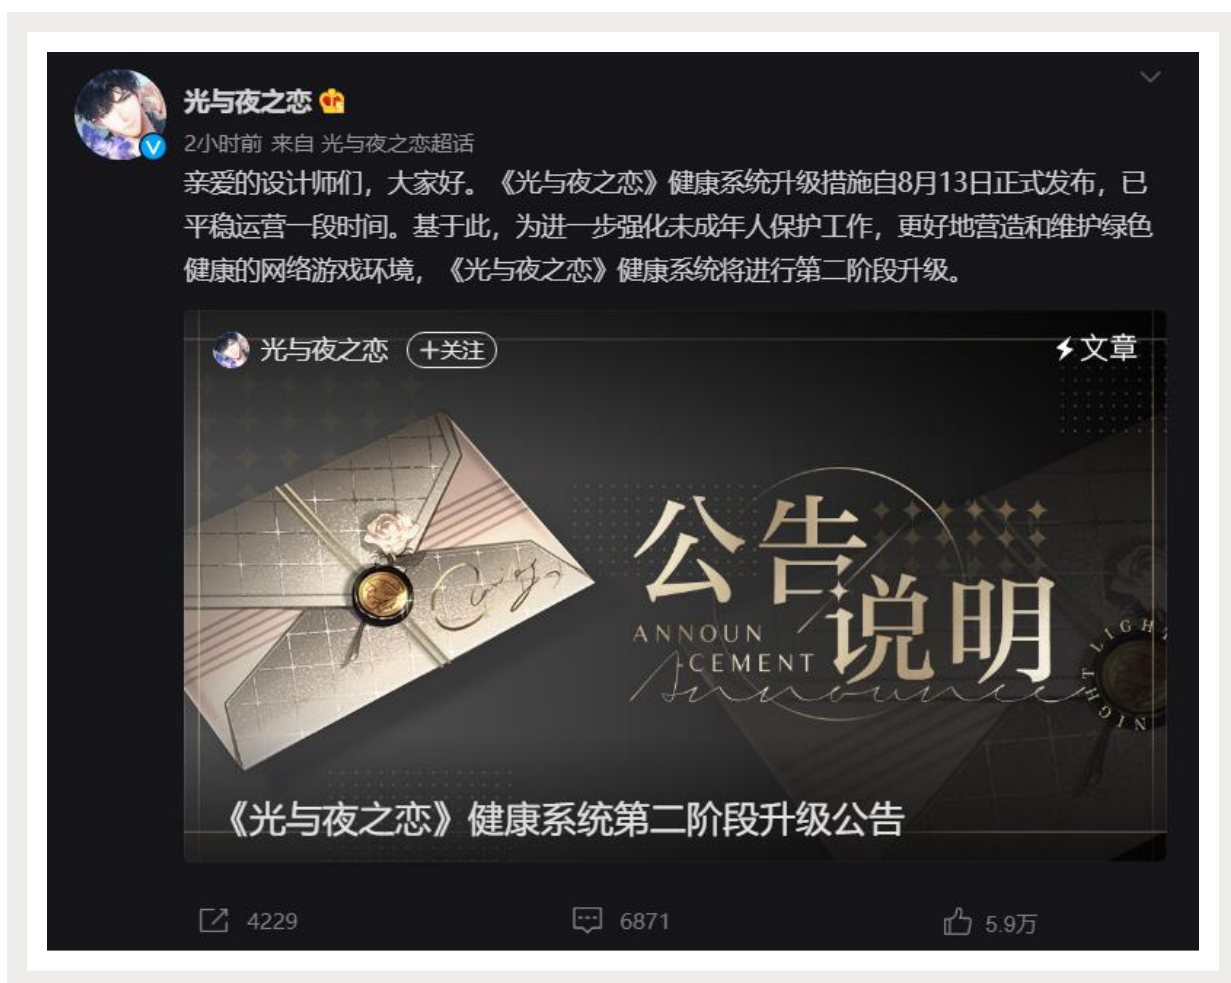 光与夜之恋
2小时前 来自 光与夜之恋超话
亲爱的设计师们，大家好。《光与夜之恋》健康系统升级措施自8月13日正式发布，已
平稳运营一段时间。基于此，为进一步强化未成年人保护工作，更好地营造和维护绿色
健康的网络游戏环境，《光与夜之恋》健康系统将进行第二阶段升级。
光与夜之恋 +关注
文章
公告
说明
ANNOUN
-CEMENT
Announce
LIGHT
NIGHT
《光与夜之恋》健康系统第二阶段升级公告
4229
6871
5.9万